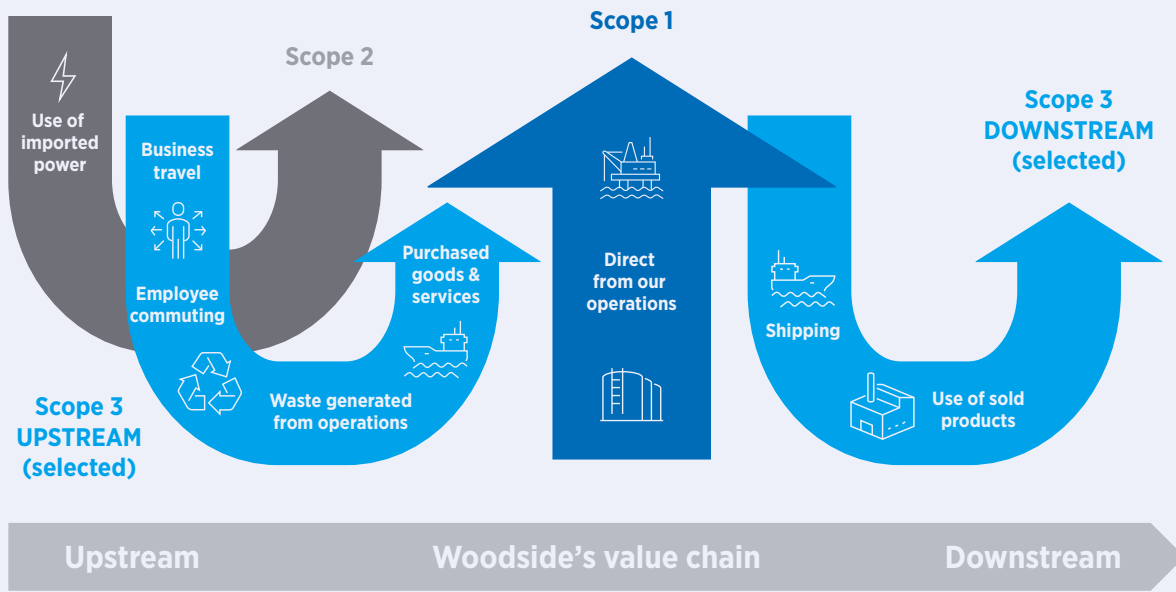 Scope 1
Scope 2
Use of
imported
power
Business
travel
Employee
commuting
Purchased
goods &
services
Waste generated
from operations
Scope 3
UPSTREAM
(selected)
Direct
from our
operations
Scope 3
DOWNSTREAM
(selected)
Shipping
Use of sold
products
Upstream
Woodside’s value chain
Downstream